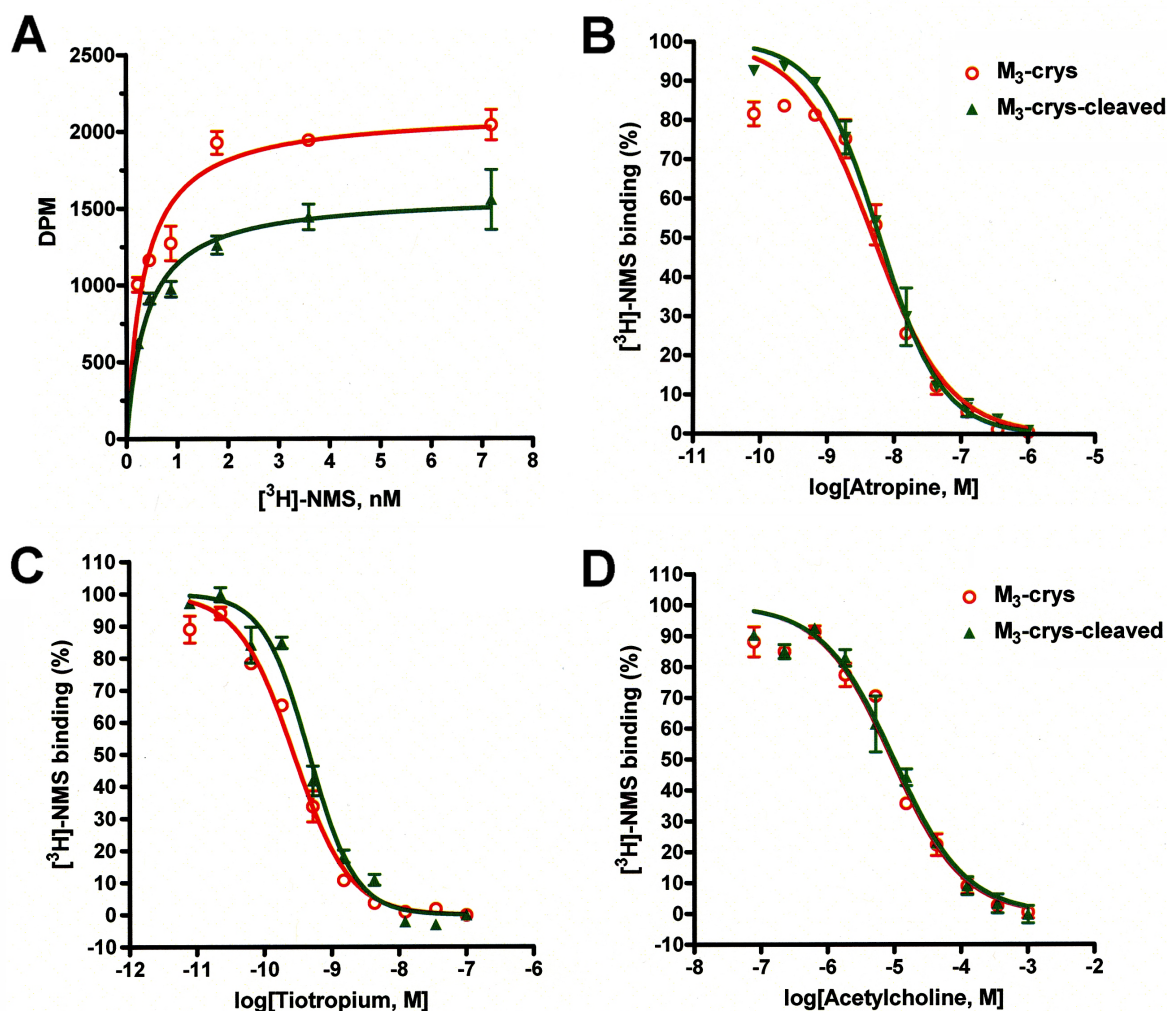 A
2500
2000
1500
1000
500
0
DPM
0 1 2 3 4 5 6 7 8
[³H]-NMS, nM
B
100
90
80
70
60
50
40
30
20
10
0
[³H]-NMS binding (%)
M₃-crys
M₃-crys-cleaved
-11 -10 -9 -8 -7 -6 -5
log[Atropine, M]
C
110
100
90
80
70
60
50
40
30
20
10
0
-10
[³H]-NMS binding (%)
-12 -11 -10 -9 -8 -7 -6
log[Tiotropium, M]
D
110
100
90
80
70
60
50
40
30
20
10
0
-10
[³H]-NMS binding (%)
M₃-crys
M₃-crys-cleaved
-8 -7 -6 -5 -4 -3 -2
log[Acetylcholine, M]